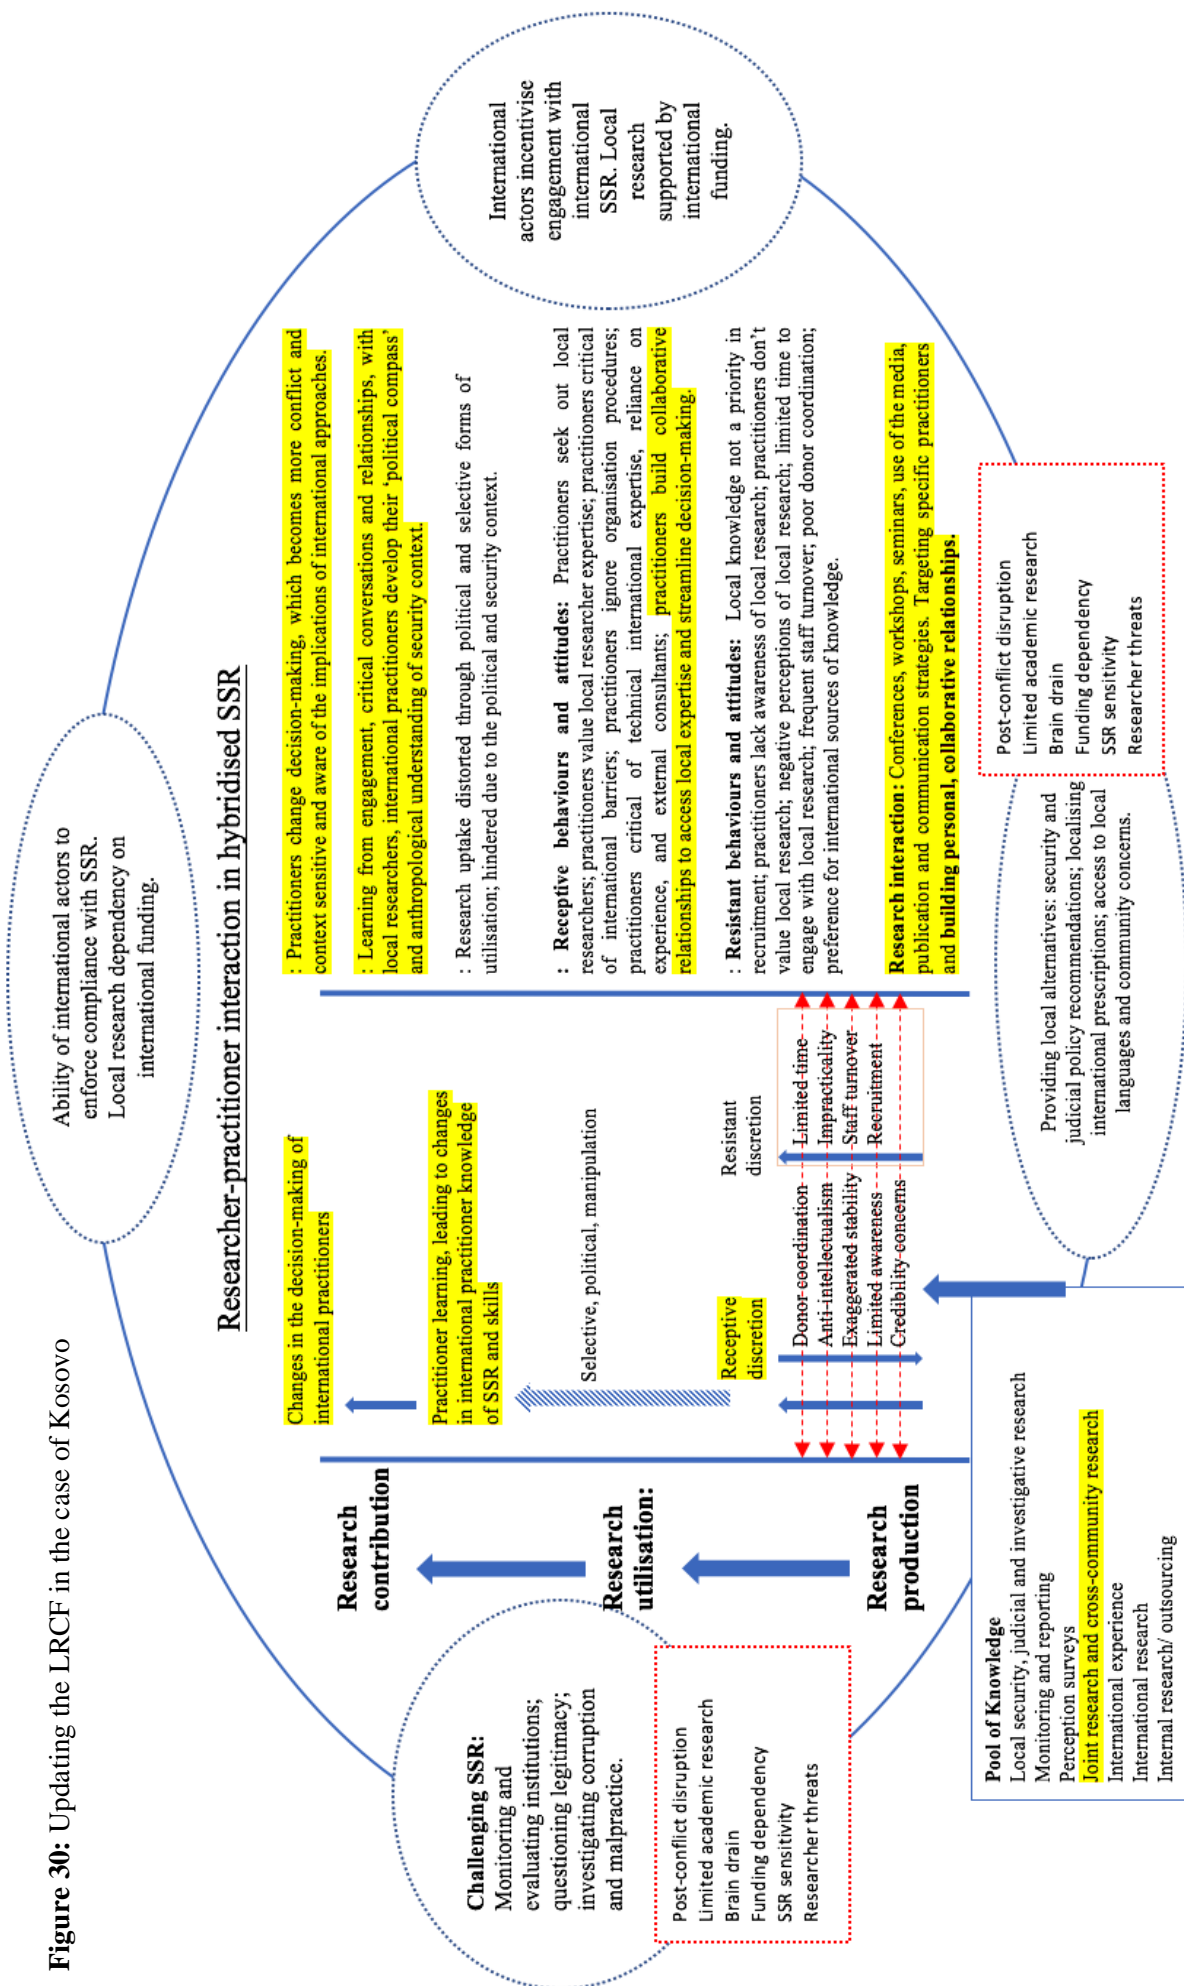 Figure 30: Updating the LRCF in the case of Kosovo
Ability of international actors to
enforce compliance with SSR.
Local research dependency on
international funding.
Researcher-practitioner interaction in hybridised SSR
Challenging SSR:
Monitoring and
evaluating institutions;
questioning legitimacy;
investigating corruption
and malpractice.
Post-conflict disruption
Limited academic research
Brain drain
Funding dependency
SSR sensitivity
Researcher threats
Research
contribution
Research
utilisation:
Research
production
Changes in the decision-making of
international practitioners
Practitioner learning, leading to changes
in international practitioner knowledge
of SSR and skills
Selective, political, manipulation
Receptive
discretion
Resistant
discretion
Donor coordination
Anti-intellectualism
Exaggerated stability
Limited awareness
Credibility concerns
Limited time
Impracticality
Staff turnover
Recruitment
: Practitioners change decision-making, which becomes more conflict and
context sensitive and aware of the implications of international approaches.
: Learning from engagement, critical conversations and relationships, with
local researchers, international practitioners develop their ‘political compass’
and anthropological understanding of security context.
: Research uptake distorted through political and selective forms of
utilisation; hindered due to the political and security context.
: Receptive behaviours and attitudes: Practitioners seek out local
researchers; practitioners value local researcher expertise; practitioners critical
of international barriers; practitioners ignore organisation procedures;
practitioners critical of technical international expertise, reliance on
experience, and external consultants; practitioners build collaborative
relationships to access local expertise and streamline decision-making.
: Resistant behaviours and attitudes: Local knowledge not a priority in
recruitment; practitioners lack awareness of local research; practitioners don’t
value local research; negative perceptions of local research; limited time to
engage with local research; frequent staff turnover; poor donor coordination;
preference for international sources of knowledge.
Research interaction: Conferences, workshops, seminars, use of the media,
publication and communication strategies. Targeting specific practitioners
and building personal, collaborative relationships.
International
actors incentivise
engagement with
international
SSR. Local
research
supported by
international
funding.
Pool of Knowledge
Local security, judicial and investigative research
Monitoring and reporting
Perception surveys
Joint research and cross-community research
International experience
International research
Internal research/ outsourcing
Providing local alternatives: security and
judicial policy recommendations; localising
international prescriptions; access to local
languages and community concerns.
Post-conflict disruption
Limited academic research
Brain drain
Funding dependency
SSR sensitivity
Researcher threats